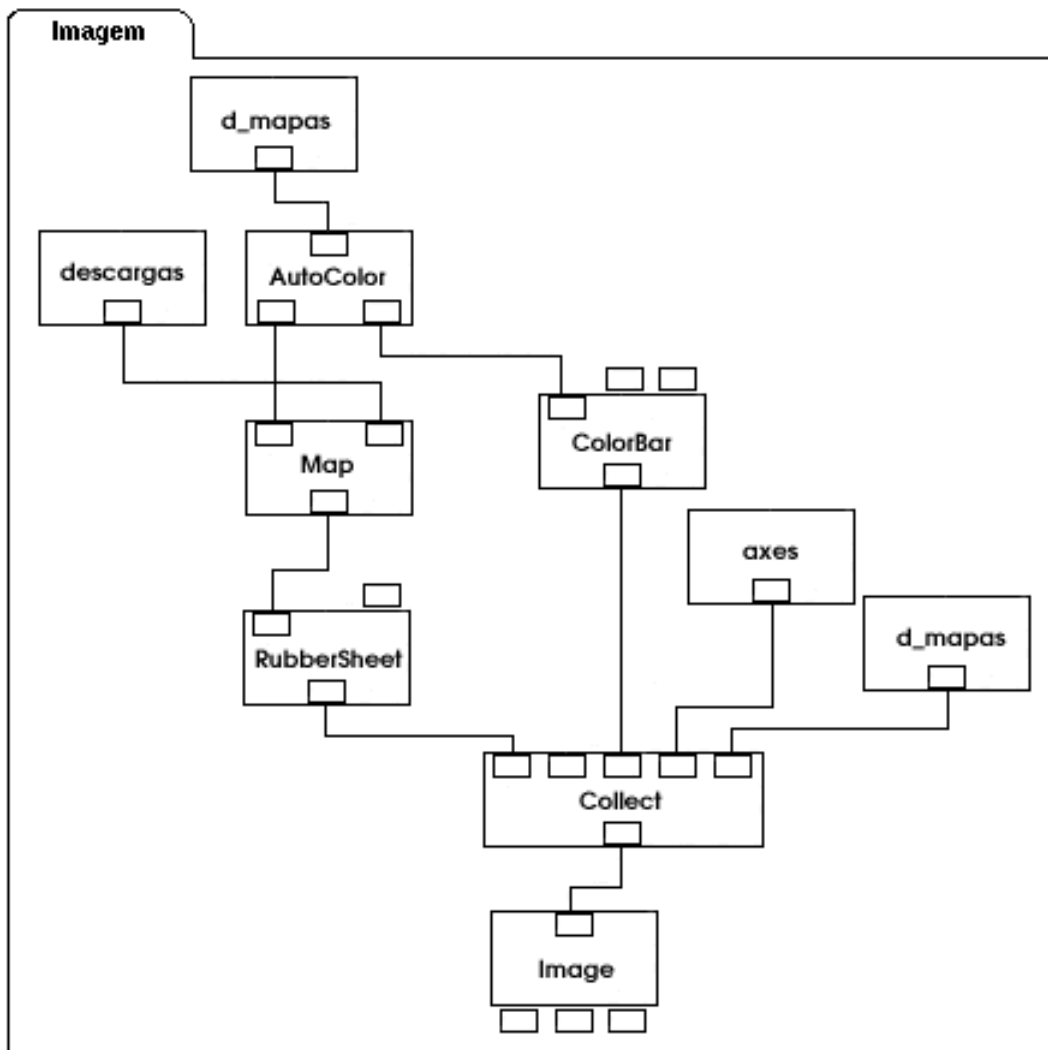 Imagem
d_mapas
descargas
AutoColor
ColorBar
Map
axes
d_mapas
RubberSheet
Collect
Image